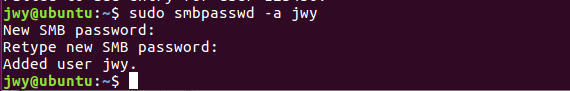 jwy@ubuntu:~$ sudo smbpasswd -a jwy
New SMB password:
Retype new SMB password:
Added user jwy.
jwy@ubuntu:~$